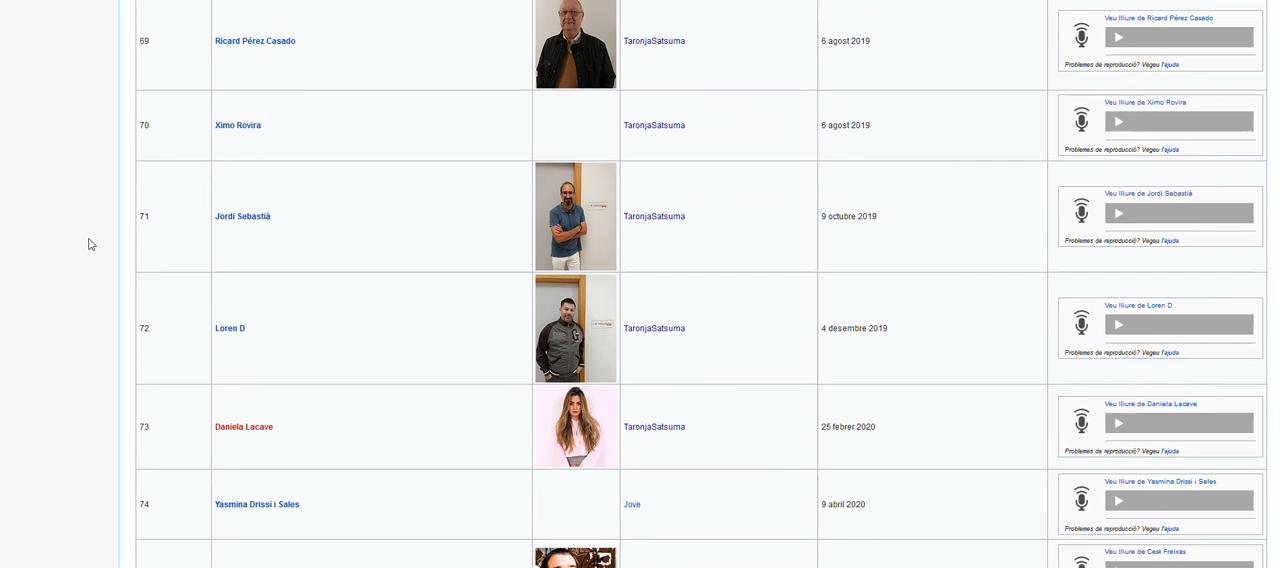 69 Ricard Pérez Casado TaronjaSatsuma 6 agost 2019 Veu lliure de Ricard Pérez Casado
Problemes de reproducció? Vegeu l'ajuda
70 Ximo Rovira TaronjaSatsuma 6 agost 2019 Veu lliure de Ximo Rovira
Problemes de reproducció? Vegeu l'ajuda
71 Jordi Sebastià TaronjaSatsuma 9 octubre 2019 Veu lliure de Jordi Sebastià
Problemes de reproducció? Vegeu l'ajuda
72 Loren D TaronjaSatsuma 4 desembre 2019 Veu lliure de Loren D
Problemes de reproducció? Vegeu l'ajuda
73 Daniela Lacave TaronjaSatsuma 25 febrer 2020 Veu lliure de Daniela Lacave
Problemes de reproducció? Vegeu l'ajuda
74 Yasmina Drissi i Sales Jove 9 abril 2020 Veu lliure de Yasmina Drissi i Sales
Problemes de reproducció? Vegeu l'ajuda
Veu lliure de Cesk Freixas